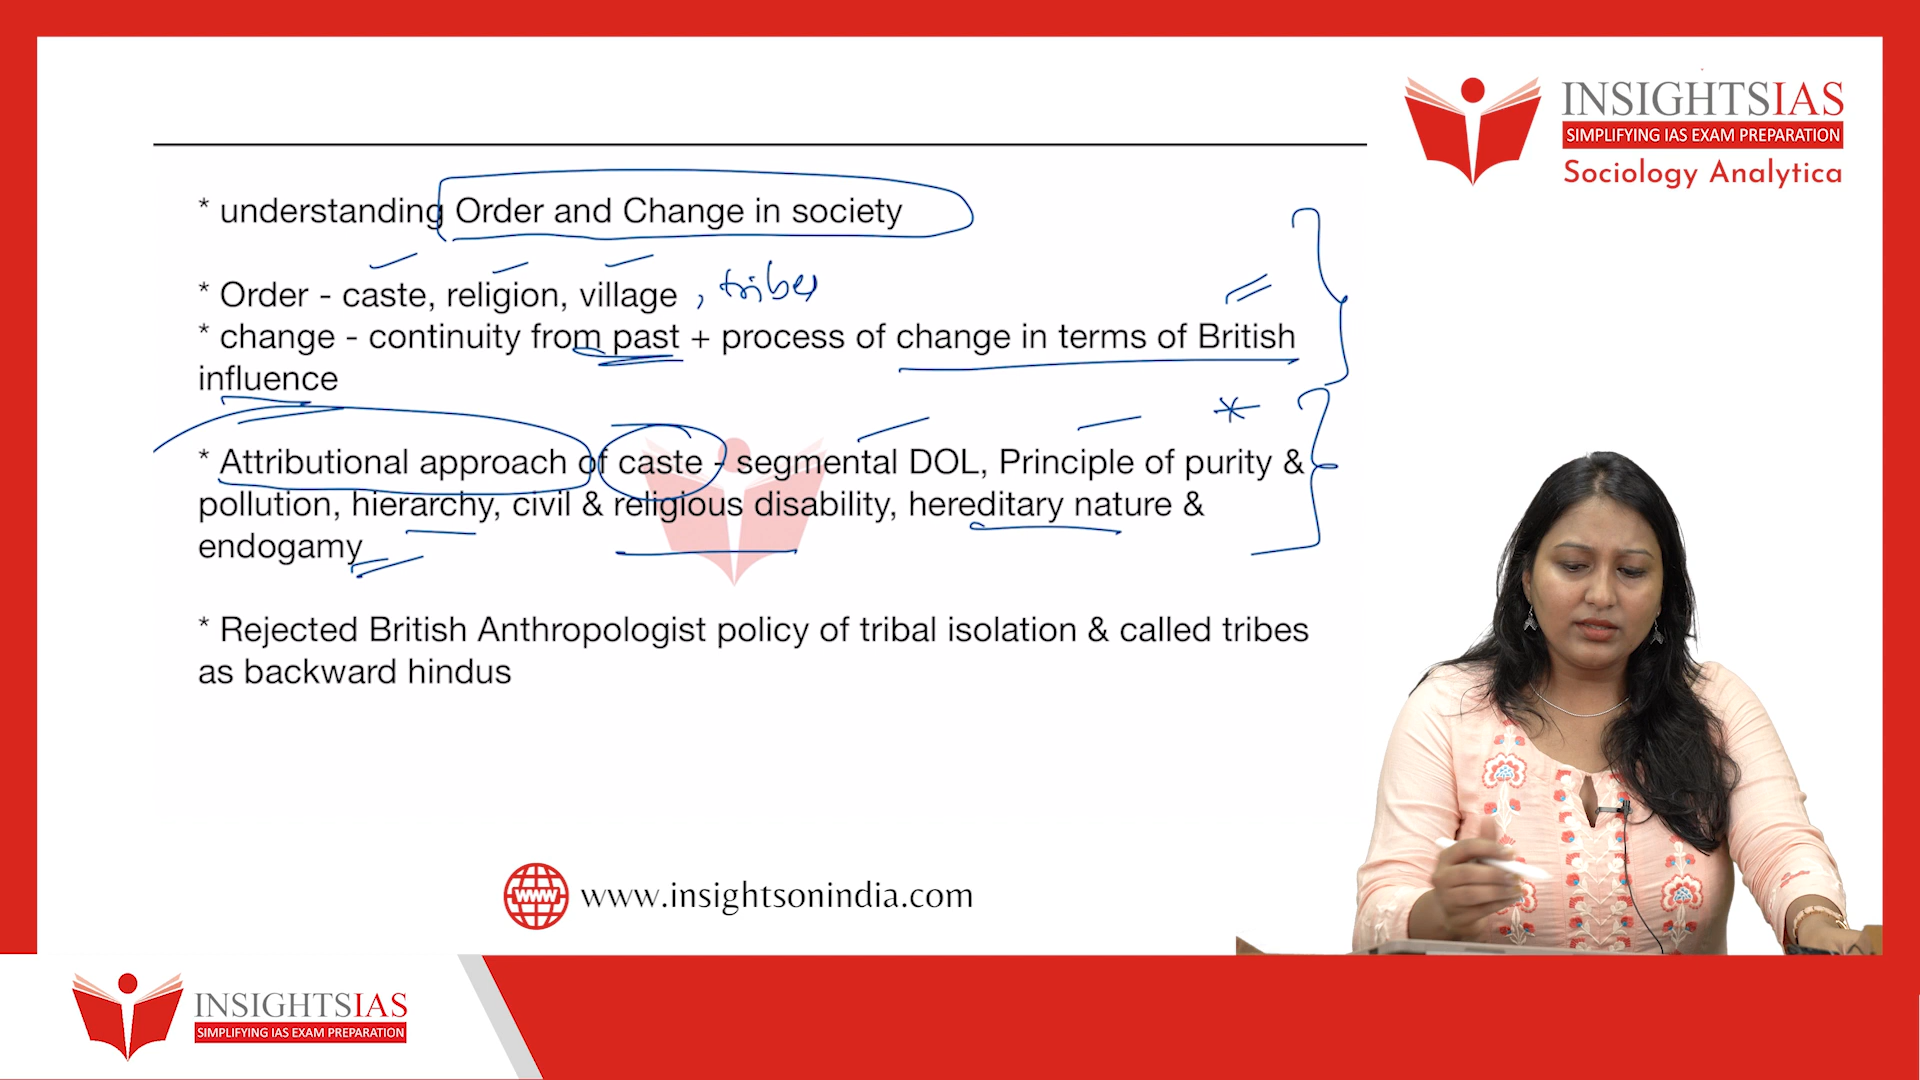 INSIGHTSIAS
SIMPLIFYING IAS EXAM PREPARATION
Sociology Analytica
* understanding Order and Change in society
* Order - caste, religion, village , tribes
* change - continuity from past + process of change in terms of British
influence
* Attributional approach of caste - segmental DOL, Principle of purity &
pollution, hierarchy, civil & religious disability, hereditary nature &
endogamy
* Rejected British Anthropologist policy of tribal isolation & called tribes
as backward hindus
www www.insightsonindia.com
INSIGHTSIAS
SIMPLIFYING IAS EXAM PREPARATION